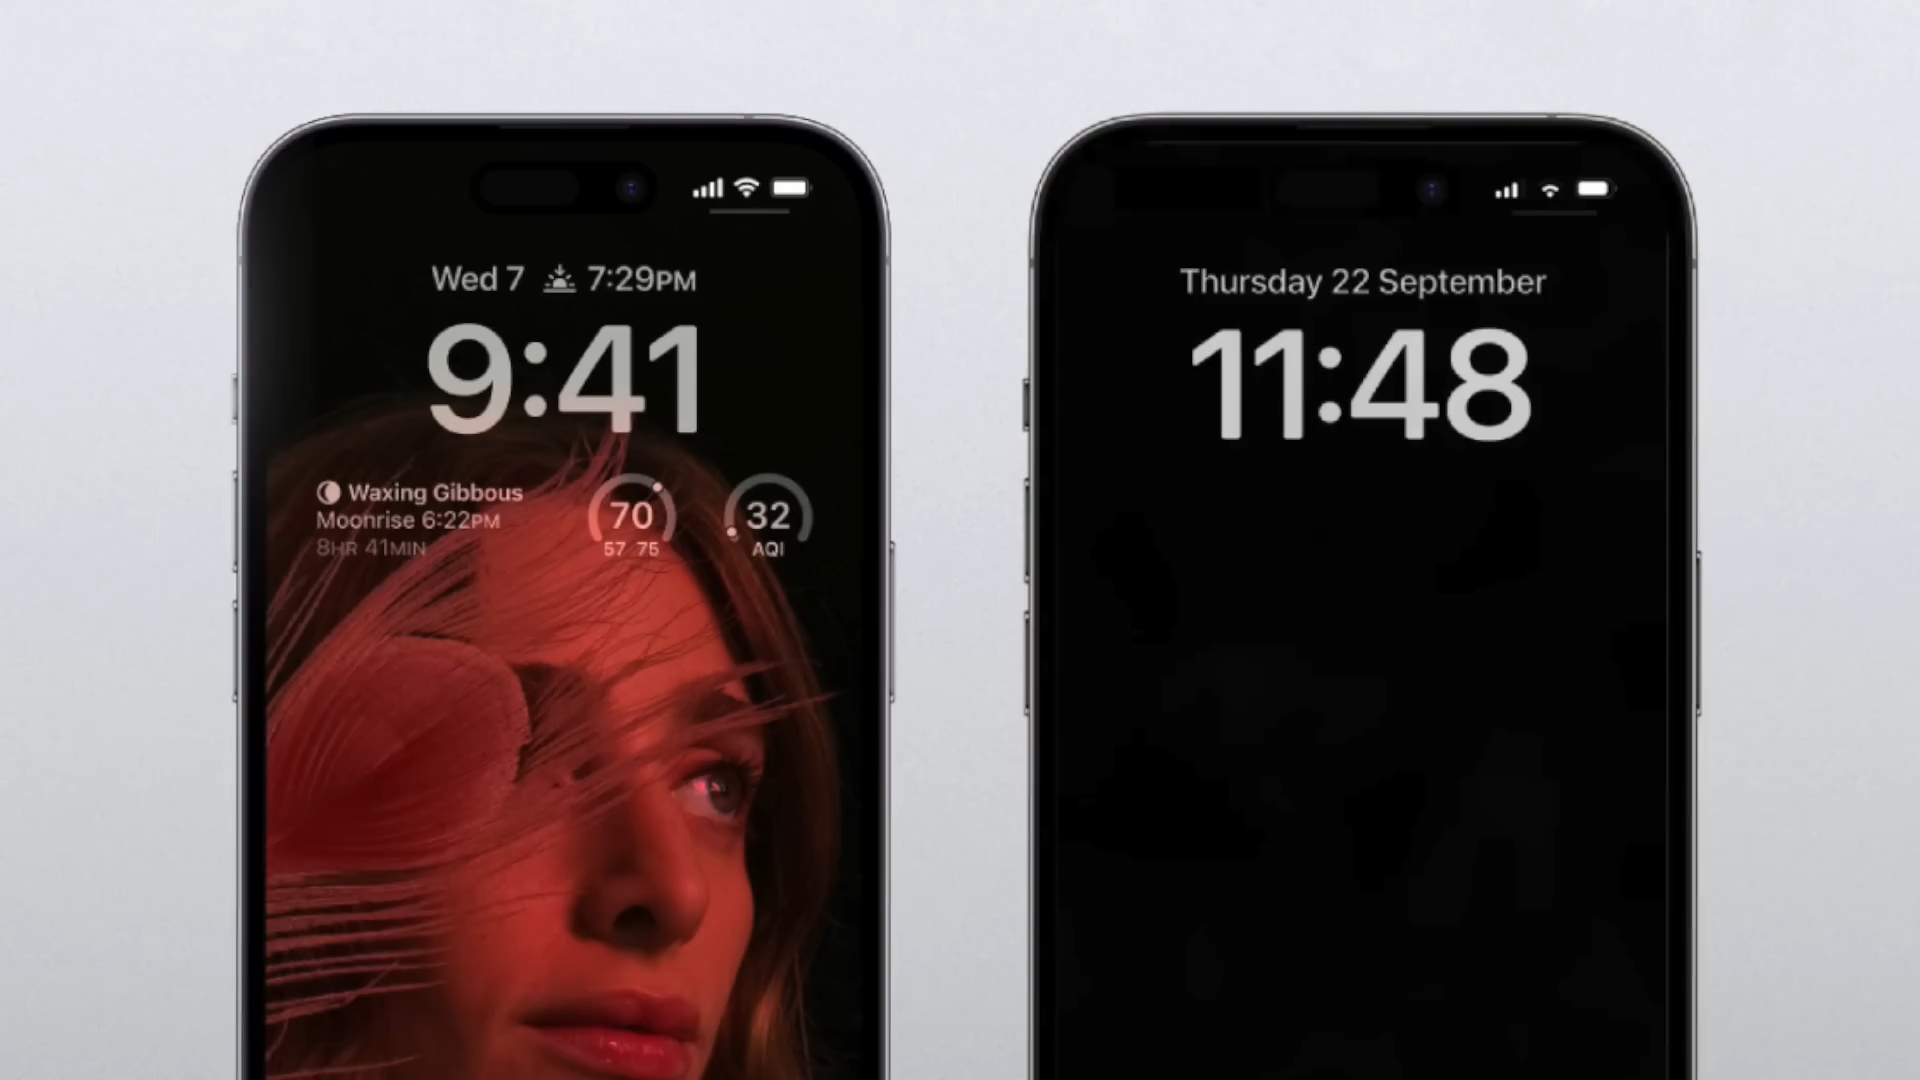 Wed 7 7:29PM
9:41
Waxing Gibbous
Moonrise 6:22PM
8HR 41MIN
70
57 75
32
AQI
Thursday 22 September
11:48